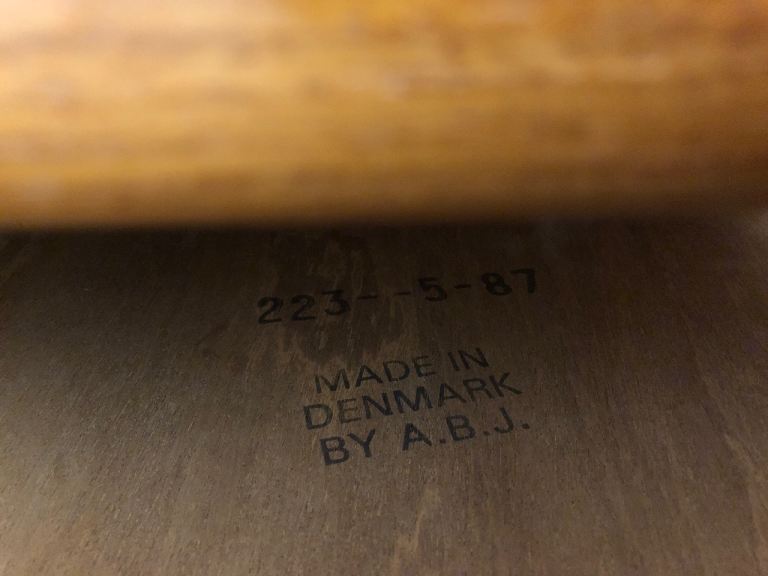 223--5-87
MADE IN
DENMARK
BY A.B.J.